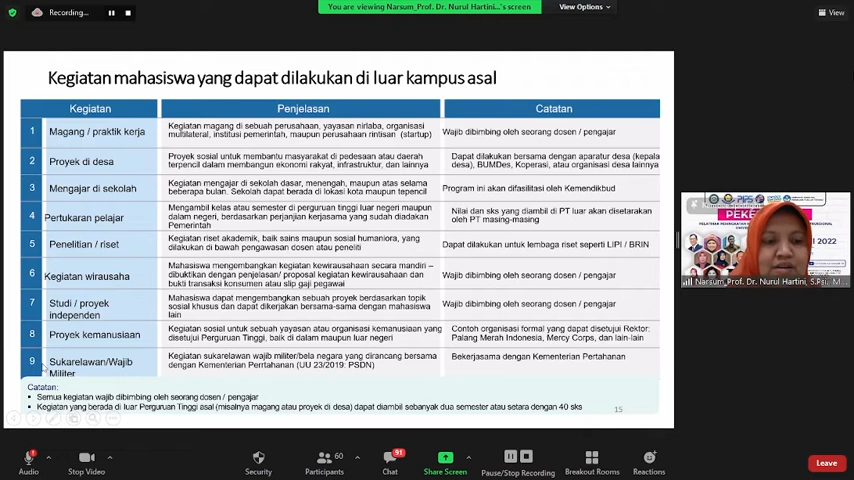 Recording...
You are viewing Narsum_Prof. Dr. Nurul Hartini...'s screen
View Options
View
Kegiatan mahasiswa yang dapat dilakukan di luar kampus asal
Kegiatan
Penjelasan
Catatan
1
Magang / praktik kerja
Kegiatan magang di sebuah perusahaan, yayasan nirlaba, organisasi
multilateral, institusi pemerintah, maupun perusahaan rintisan (startup)
Wajib dibimbing oleh seorang dosen / pengajar
2
Proyek di desa
Proyek sosial untuk membantu masyarakat di pedesaan atau daerah
terpencil dalam membangun ekonomi rakyat, infrastruktur, dan lainnya
Dapat dilakukan bersama dengan aparatur desa (kepala
desa), BUMDes, Koperasi, atau organisasi desa lainnya
3
Mengajar di sekolah
Kegiatan mengajar di sekolah dasar, menengah, maupun atas selama
beberapa bulan. Sekolah dapat berada di lokasi kota maupun terpencil
Program ini akan difasilitasi oleh Kemendikbud
4
Pertukaran pelajar
Mengambil kelas atau semester di perguruan tinggi luar negeri maupun
dalam negeri, berdasarkan perjanjian kerjasama yang sudah diadakan
Pemerintah
Nilai dan sks yang diambil di PT luar akan disetarakan
oleh PT masing-masing
5
Penelitian / riset
Kegiatan riset akademik, baik sains maupun sosial humaniora, yang
dilakukan di bawah pengawasan dosen atau peneliti
Dapat dilakukan untuk lembaga riset seperti LIPI / BRIN
6
Kegiatan wirausaha
Mahasiswa mengembangkan kegiatan kewirausahaan secara mandiri –
dibuktikan dengan penjelasan/ proposal kegiatan kewirausahaan dan
bukti transaksi konsumen atau slip gaji pegawai
Wajib dibimbing oleh seorang dosen / pengajar
7
Studi / proyek
independen
Mahasiswa dapat mengembangkan sebuah proyek berdasarkan topik
sosial khusus dan dapat dikerjakan bersama-sama dengan mahasiswa
lain
Wajib dibimbing oleh seorang dosen / pengajar
8
Proyek kemanusiaan
Kegiatan sosial untuk sebuah yayasan atau organisasi kemanusiaan yang
disetujui Perguruan Tinggi, baik di dalam maupun luar negeri
Contoh organisasi formal yang dapat disetujui Rektor:
Palang Merah Indonesia, Mercy Corps, dan lain-lain
9
Sukarelawan/Wajib
Militer
Kegiatan sukarelawan wajib militer/bela negara yang dirancang bersama
dengan Kementerian Perrtahanan (UU 23/2019: PSDN)
Bekerjasama dengan Kementerian Pertahanan
Catatan:
▪ Semua kegiatan wajib dibimbing oleh seorang dosen / pengajar
▪ Kegiatan yang berada di luar Perguruan Tinggi asal (misalnya magang atau proyek di desa) dapat diambil sebanyak dua semester atau setara dengan 40 sks
15
PPS
2022
Narsum_Prof. Dr. Nurul Hartini, S.Psi., M...
Audio
Stop Video
Security
60
Participants
91
Chat
Share Screen
Pause/Stop Recording
Breakout Rooms
Reactions
Leave